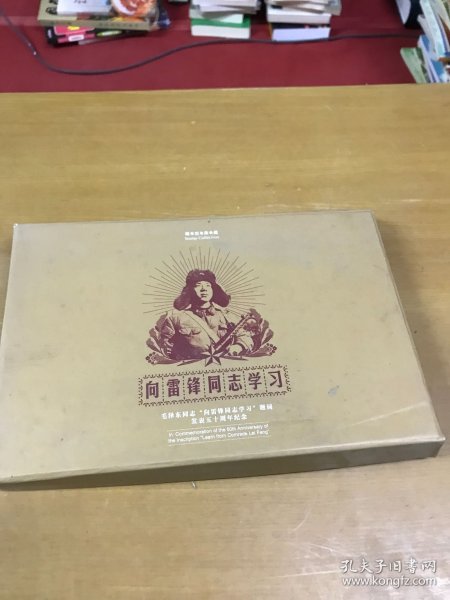 Stamp Collection
向雷锋同志学习
毛泽东同志“向雷锋同志学习”题词
发表五十周年纪念
In Commemoration of the 50th Anniversary of
the Inscription "Learn from Comrade Lei Feng"
孔夫子旧书网
www.kongfz.com